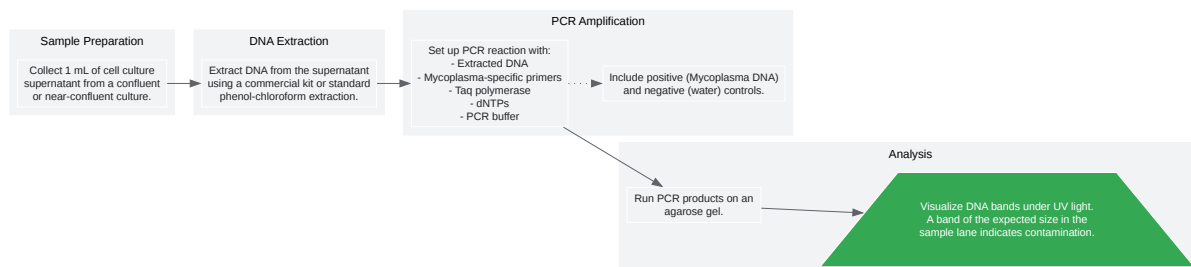 Sample Preparation
Collect 1 mL of cell culture
supernatant from a confluent
or near-confluent culture.
DNA Extraction
Extract DNA from the supernatant
using a commercial kit or standard
phenol-chloroform extraction.
PCR Amplification
Set up PCR reaction with:
- Extracted DNA
- Mycoplasma-specific primers
- Taq polymerase
- dNTPs
- PCR buffer
Include positive (Mycoplasma DNA)
and negative (water) controls.
Analysis
Run PCR products on an
agarose gel.
Visualize DNA bands under UV light.
A band of the expected size in the
sample lane indicates contamination.